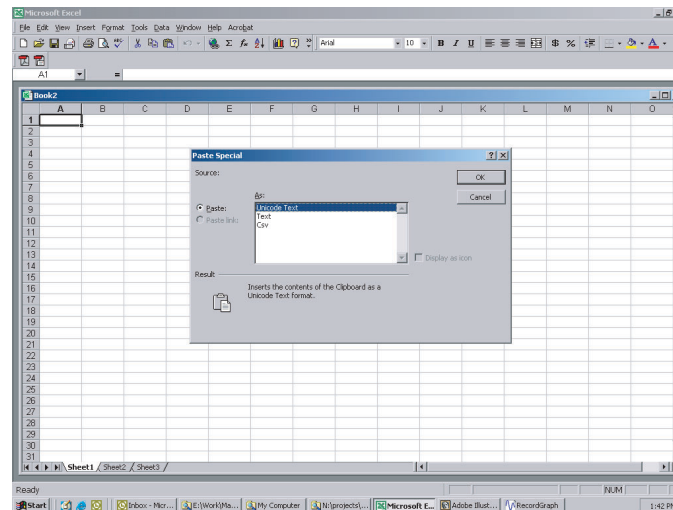 Microsoft Excel
File Edit View Insert Format Tools Data Window Help Acrobat
Arial 10 B I U $ %
A1 =
Book2
A B C D E F G H I J K L M N O
1
2
3
4
5
6
7
8
9
10
11
12
13
14
15
16
17
18
19
20
21
22
23
24
25
26
27
28
29
30
31
Paste Special
Source:
OK
As:
Cancel
Paste:
Unicode Text
Paste link:
Text
Csv
Display as icon
Result
Inserts the contents of the Clipboard as a
Unicode Text format.
Sheet1 Sheet2 Sheet3
Ready NUM
Start Inbox - Micr... E:\Work\Ma... My Computer N:\projects\... Microsoft E... Adobe Illust... RecordGraph 1:42 PM